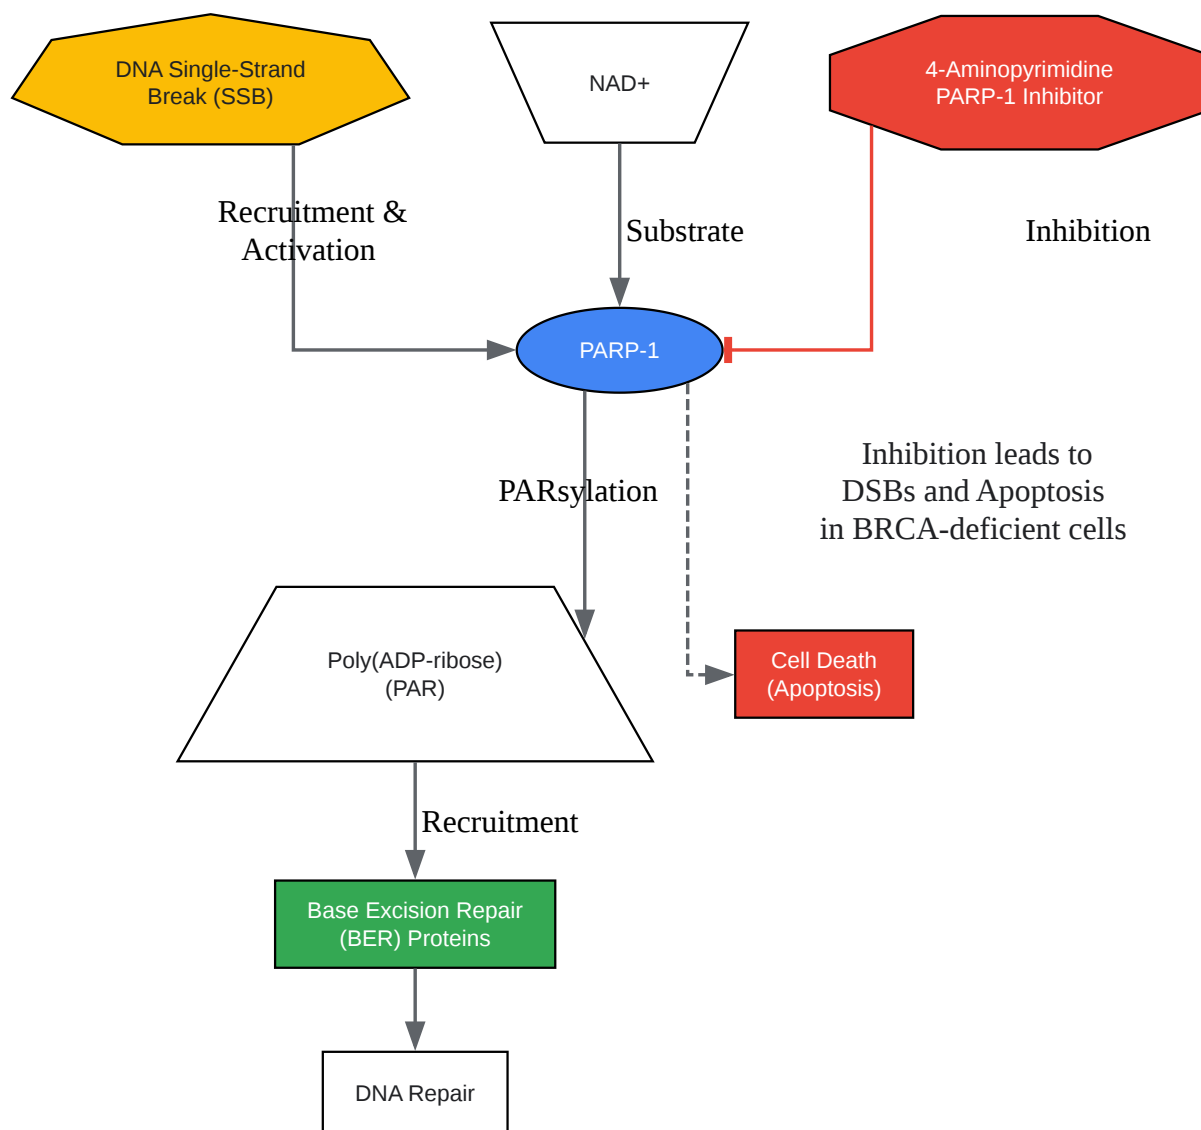 DNA Single-Strand
Break (SSB)
NAD+
4-Aminopyrimidine
PARP-1 Inhibitor
Recruitment &
Activation
Substrate
Inhibition
PARP-1
PARsylation
Inhibition leads to
DSBs and Apoptosis
in BRCA-deficient cells
Poly(ADP-ribose)
(PAR)
Cell Death
(Apoptosis)
Recruitment
Base Excision Repair
(BER) Proteins
DNA Repair